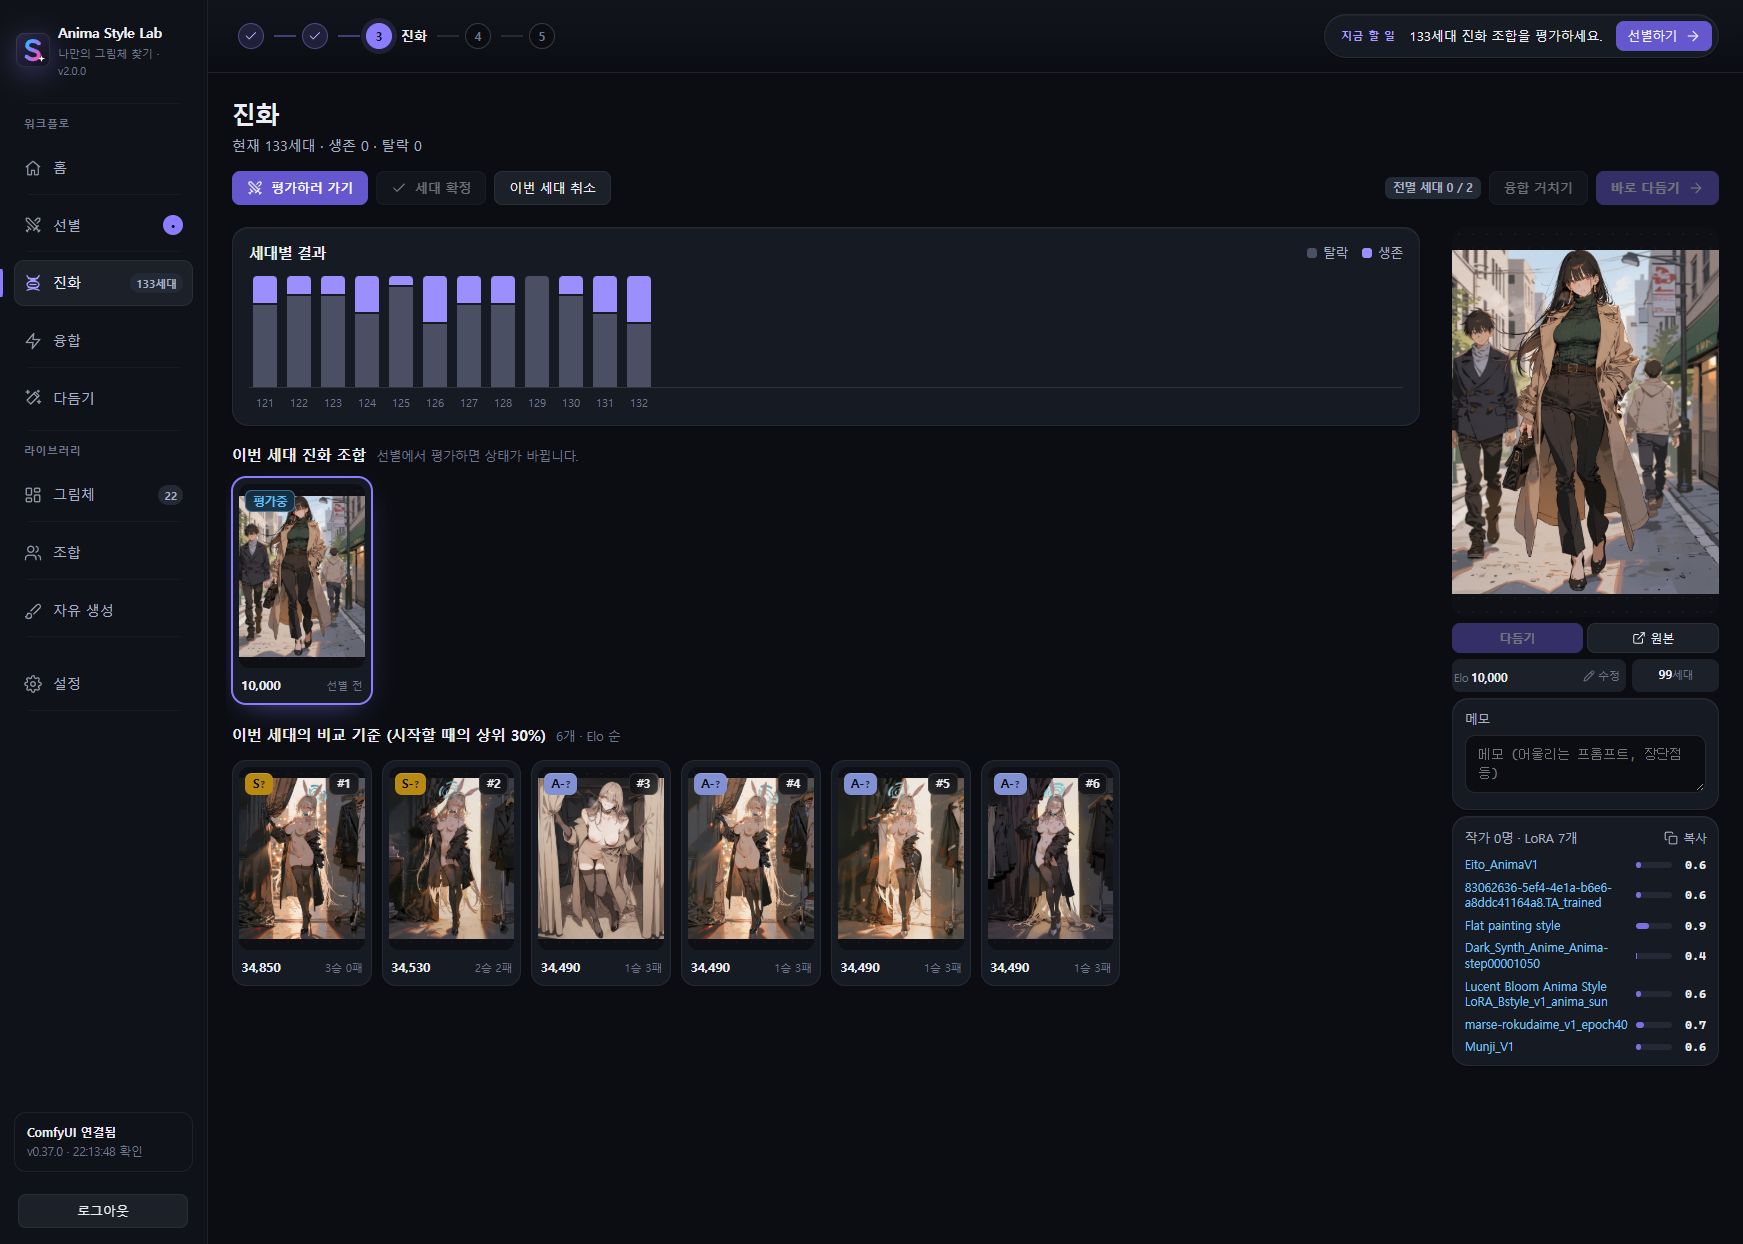 Anima Style Lab
나만의 그림체 찾기 ·
v2.0.0
3 진화 4 5
지금 할 일 133세대 진화 조합을 평가하세요. 선별하기
워크플로
홈
선별
진화 133세대
융합
다듬기
라이브러리
그림체 22
조합
자유 생성
설정
ComfyUI 연결됨
v0.37.0 · 22:13:48 확인
로그아웃
진화
현재 133세대 · 생존 0 · 탈락 0
평가하러 가기 세대 확정 이번 세대 취소
전멸 세대 0 / 2 융합 거치기 바로 다듬기
세대별 결과 탈락 생존
121 122 123 124 125 126 127 128 129 130 131 132
이번 세대 진화 조합 선별에서 평가하면 상태가 바뀝니다.
평가중
10,000 선별 전
이번 세대의 비교 기준 (시작할 때의 상위 30%) 6개 · Elo 순
S? #1 S-? #2 A-? #3 A-? #4 A-? #5 A-? #6
34,850 3승 0패 34,530 2승 2패 34,490 1승 3패 34,490 1승 3패 34,490 1승 3패 34,490 1승 3패
다듬기 원본
Elo 10,000 수정 99세대
메모
메모 (어울리는 프롬프트, 장단점
등)
작가 0명 · LoRA 7개 복사
Eito_AnimaV1 0.6
83062636-5ef4-4e1a-b6e6-
a8ddc41164a8.TA_trained 0.6
Flat painting style 0.9
Dark_Synth_Anime_Anima-
step00001050 0.4
Lucent Bloom Anima Style
LoRA_Bstyle_v1_anima_sun 0.6
marse-rokudaime_v1_epoch40 0.7
Munji_V1 0.6